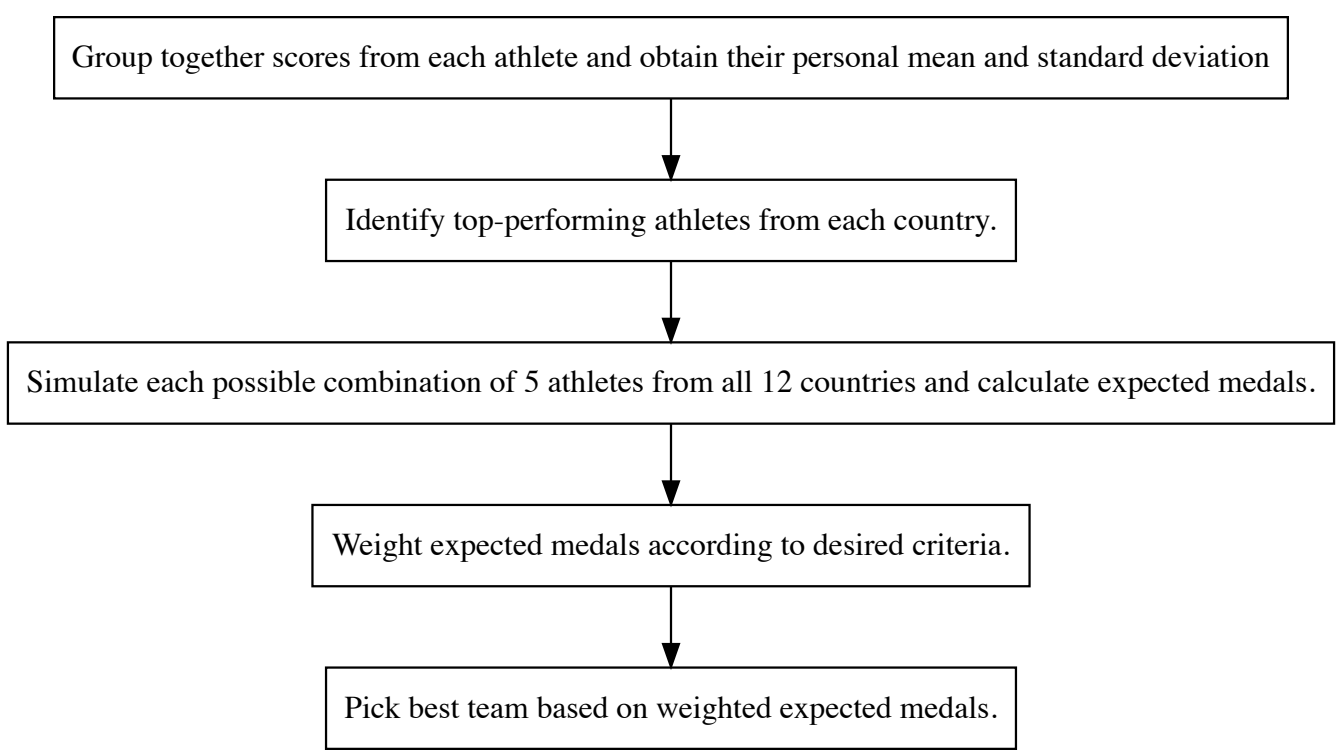 Group together scores from each athlete and obtain their personal mean and standard deviation
Identify top-performing athletes from each country.
Simulate each possible combination of 5 athletes from all 12 countries and calculate expected medals.
Weight expected medals according to desired criteria.
Pick best team based on weighted expected medals.